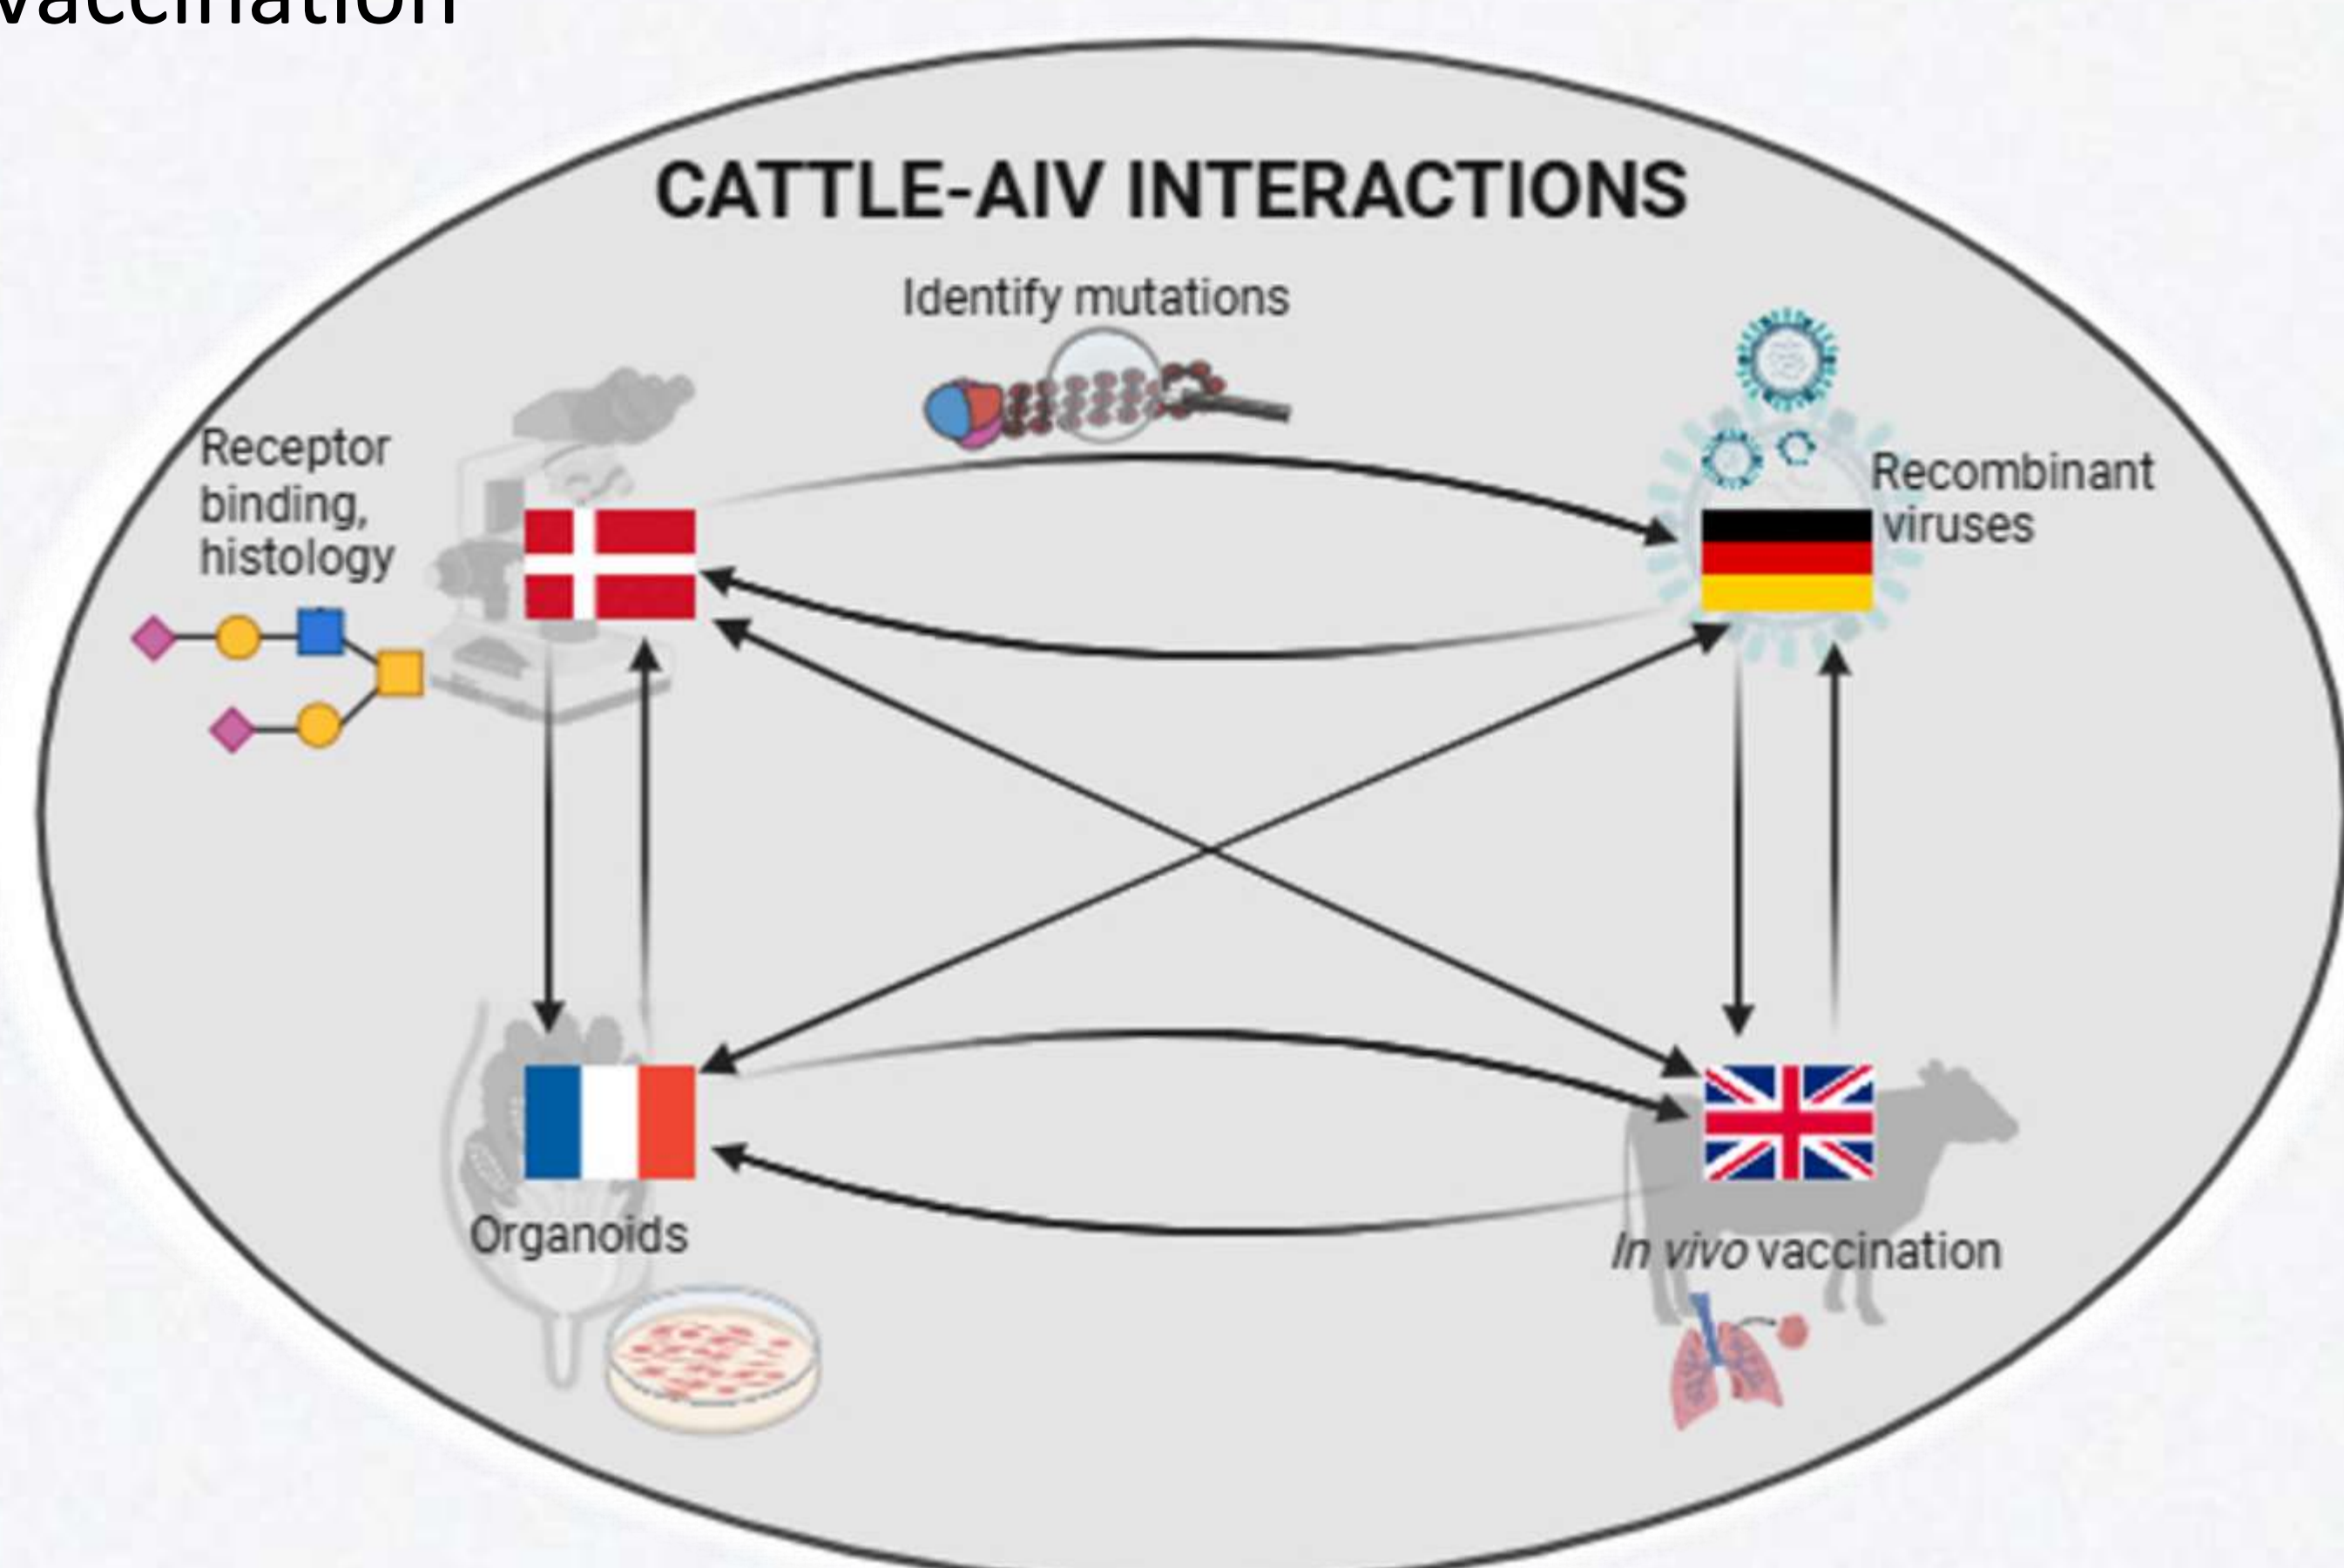 vaccination
CATTLE-AIV INTERACTIONS
Identify mutations
Receptor
binding,
histology
Recombinant
viruses
Organoids
In vivo vaccination